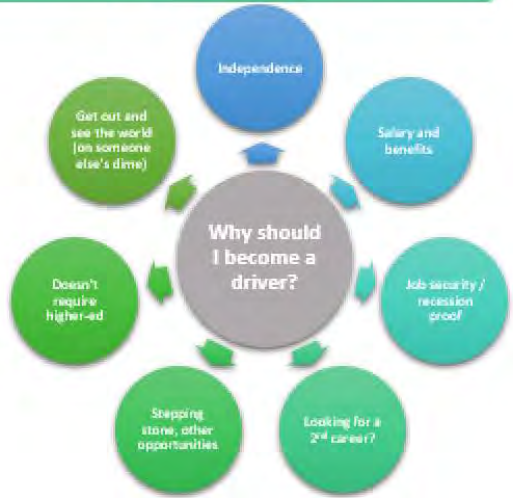 Independence
Salary and
benefits
Job security /
recession
proof
Looking for a
2nd career?
Stepping
stone, other
opportunities
Doesn't
require
higher-ed
Get out and
see the world
(on someone
else's dime)
Why should
I become a
driver?